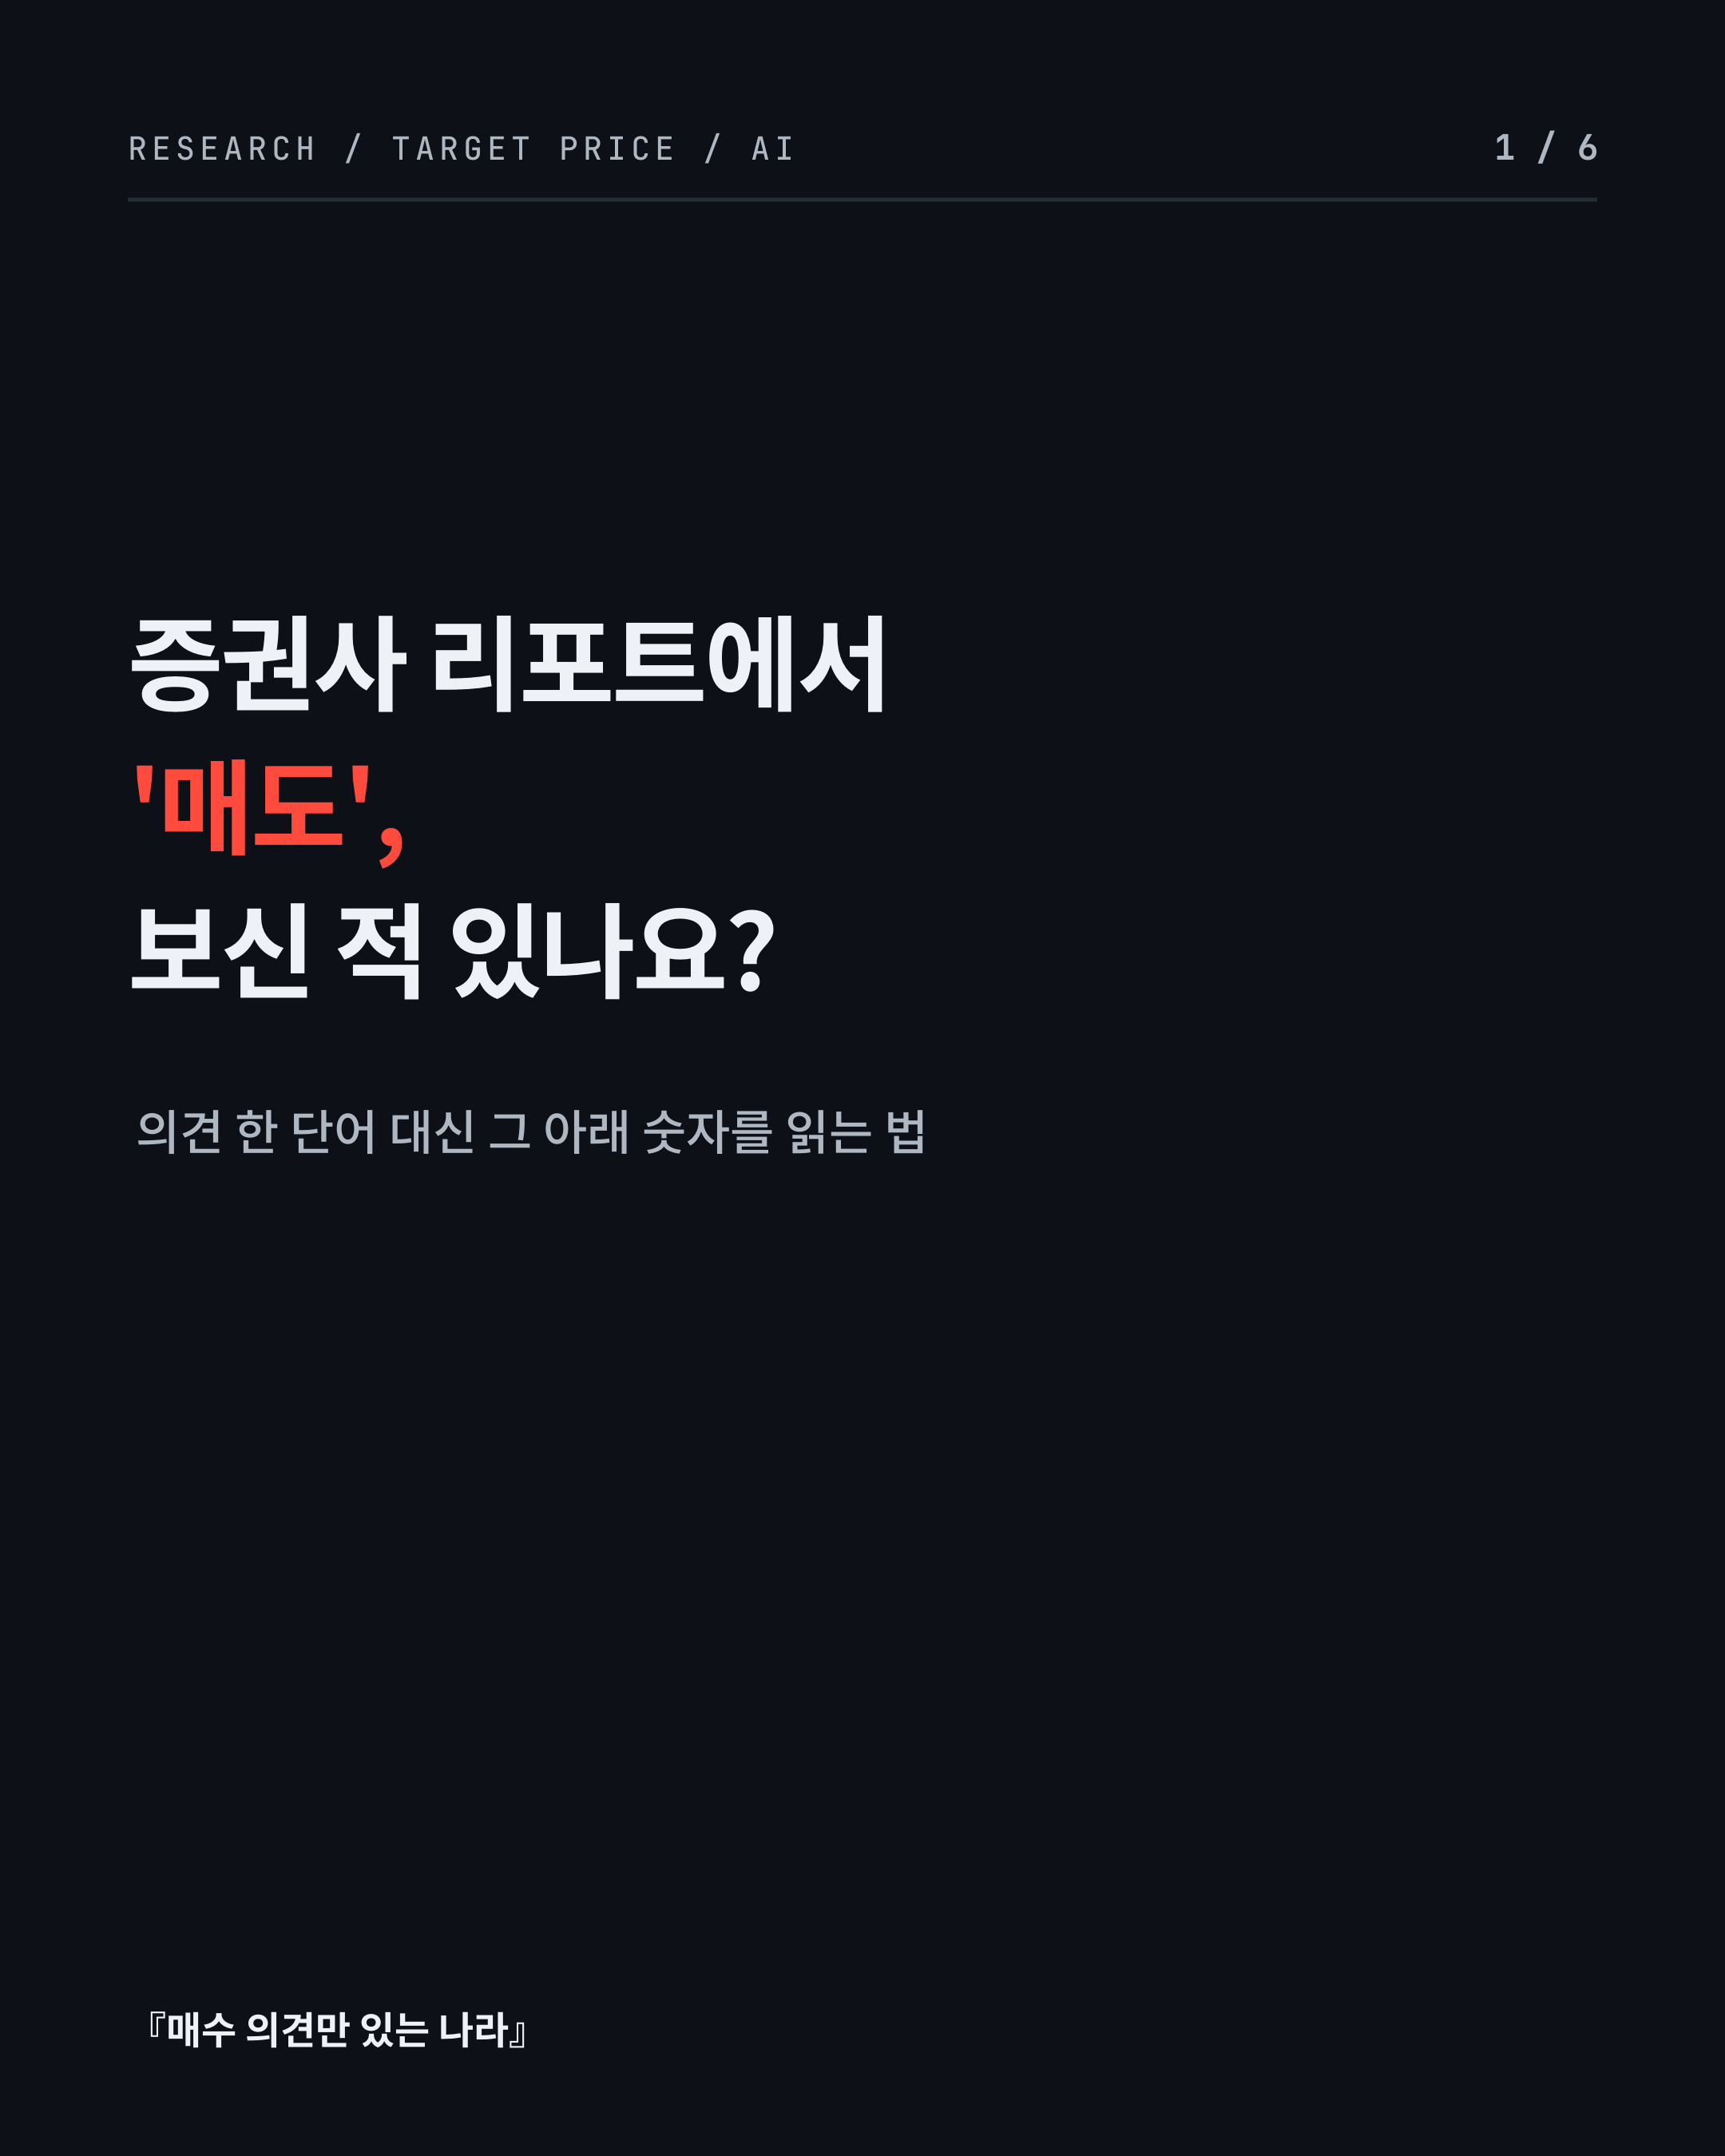 RESEARCH / TARGET PRICE / AI
1 / 6
증권사 리포트에서
'매도',
보신 적 있나요?
의견 한 단어 대신 그 아래 숫자를 읽는 법
『매수 의견만 있는 나라』